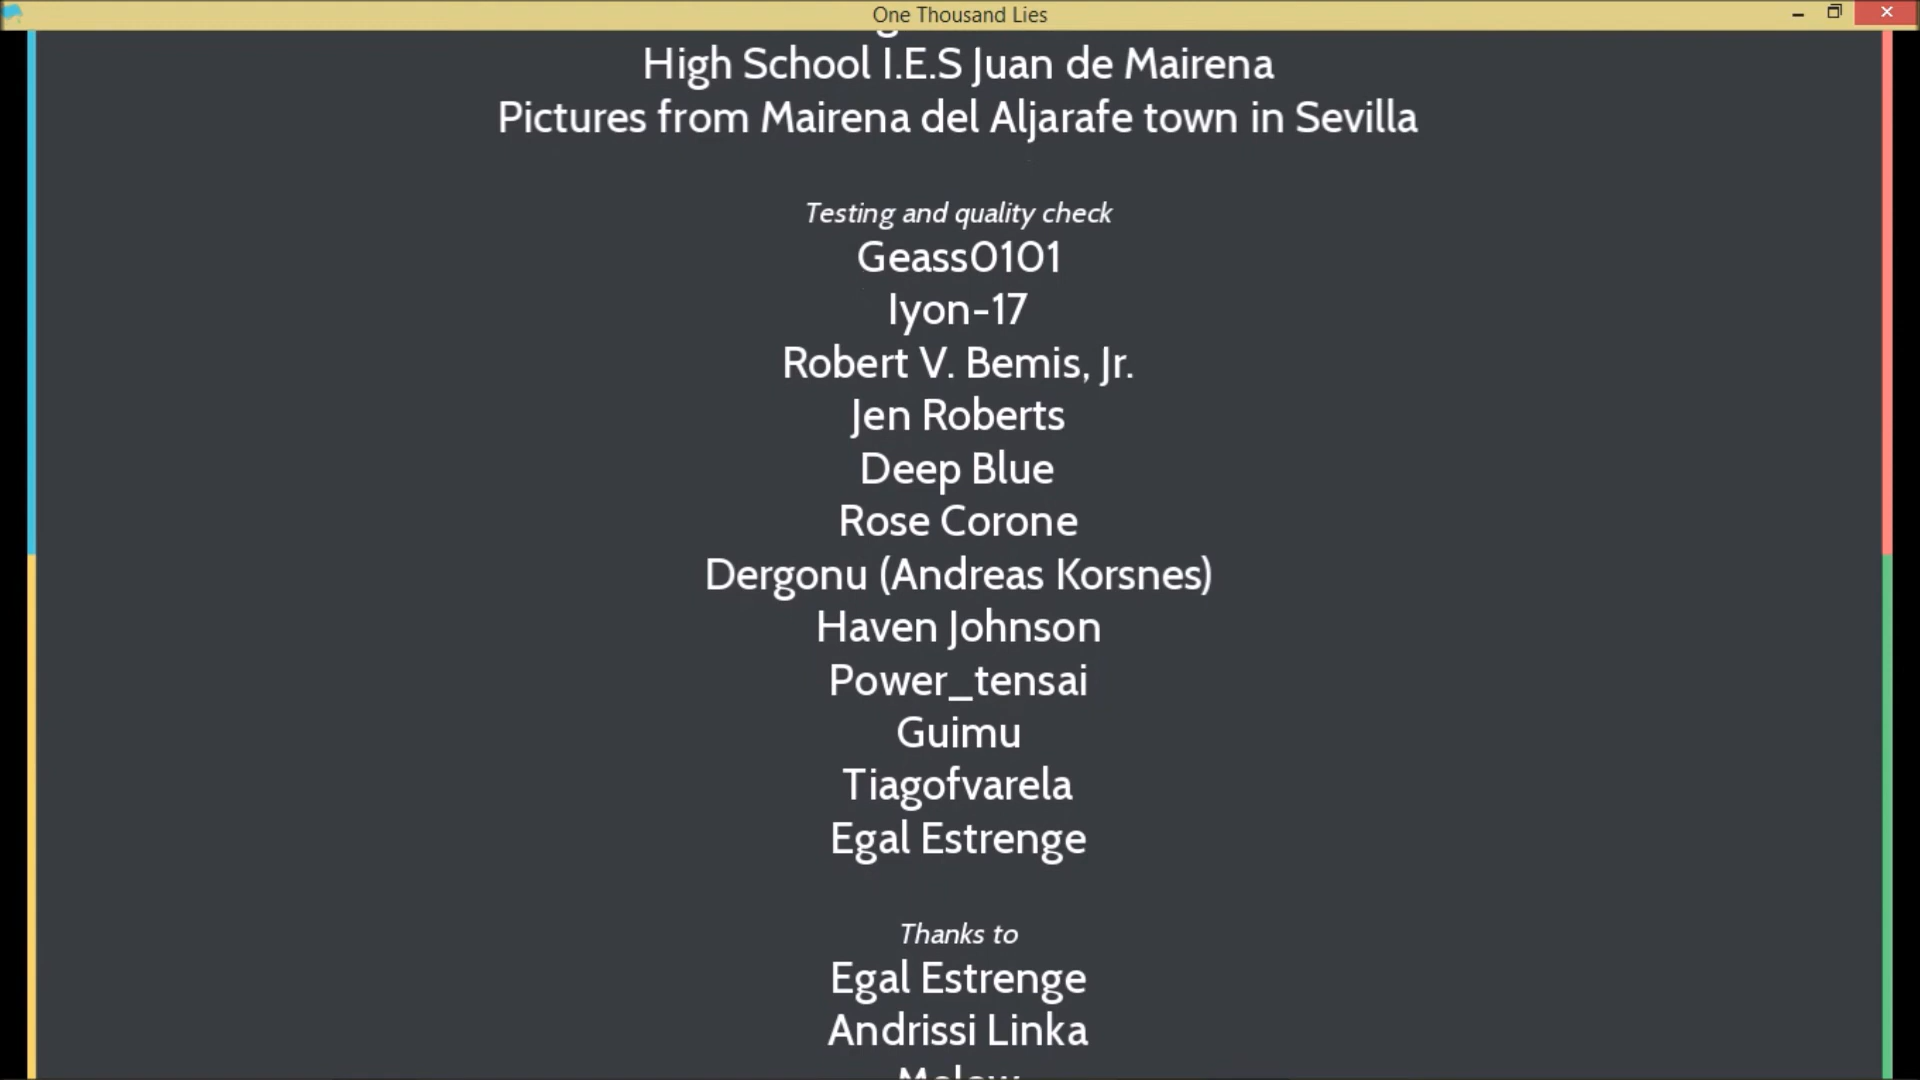 One Thousand Lies
High School I.E.S Juan de Mairena
Pictures from Mairena del Aljarafe town in Sevilla
Testing and quality check
Geass0101
Iyon-17
Robert V. Bemis, Jr.
Jen Roberts
Deep Blue
Rose Corone
Dergonu (Andreas Korsnes)
Haven Johnson
Power_tensai
Guimu
Tiagofvarela
Egal Estrenge
Thanks to
Egal Estrenge
Andrissi Linka